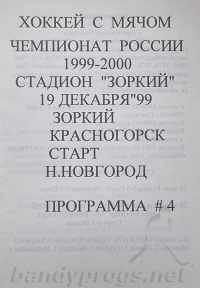 ХОККЕЙ С МЯЧОМ
ЧЕМПИОНАТ РОССИИ
1999-2000
СТАДИОН "ЗОРКИЙ"
19 ДЕКАБРЯ"99
ЗОРКИЙ
КРАСНОГОРСК
СТАРТ
Н.НОВГОРОД
ПРОГРАММА #4
bandyprogs.net